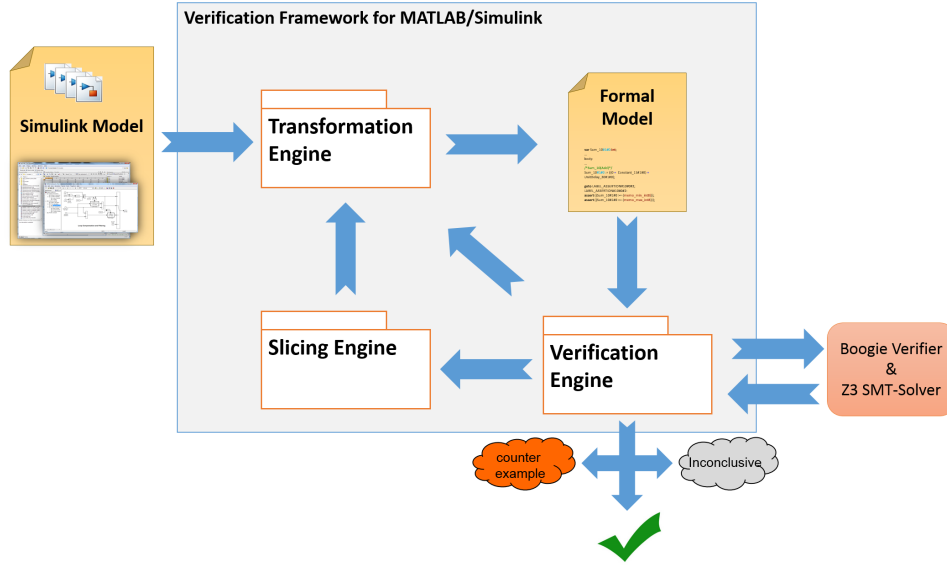 Verification Framework for MATLAB/Simulink
Simulink Model
Transformation
Engine
Formal
Model
Slicing Engine
Verification
Engine
Boogie Verifier
&
Z3 SMT-Solver
counter
example
Inconclusive